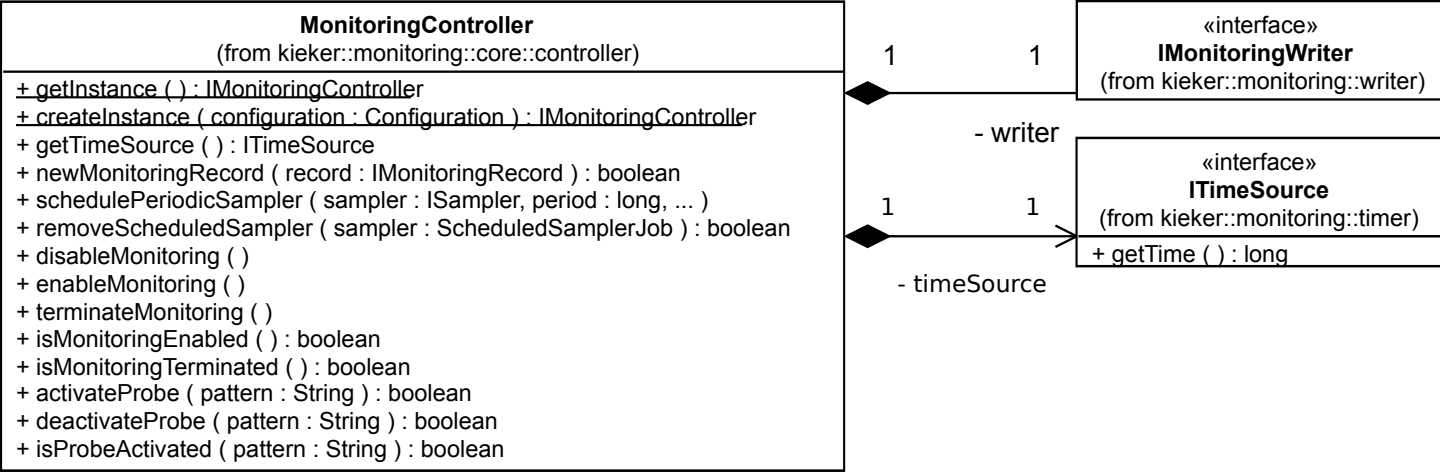 MonitoringController
(from kieker::monitoring::core::controller)
+ getInstance ( ) : IMonitoringController
+ createInstance ( configuration : Configuration ) : IMonitoringController
+ getTimeSource ( ) : ITimeSource
+ newMonitoringRecord ( record : IMonitoringRecord ) : boolean
+ schedulePeriodicSampler ( sampler : ISampler, period : long, ... )
+ removeScheduledSampler ( sampler : ScheduledSamplerJob ) : boolean
+ disableMonitoring ( )
+ enableMonitoring ( )
+ terminateMonitoring ( )
+ isMonitoringEnabled ( ) : boolean
+ isMonitoringTerminated ( ) : boolean
+ activateProbe ( pattern : String ) : boolean
+ deactivateProbe ( pattern : String ) : boolean
+ isProbeActivated ( pattern : String ) : boolean
1 1
- writer
«interface»
IMonitoringWriter
(from kieker::monitoring::writer)
1 1
- timeSource
«interface»
ITimeSource
(from kieker::monitoring::timer)
+ getTime ( ) : long